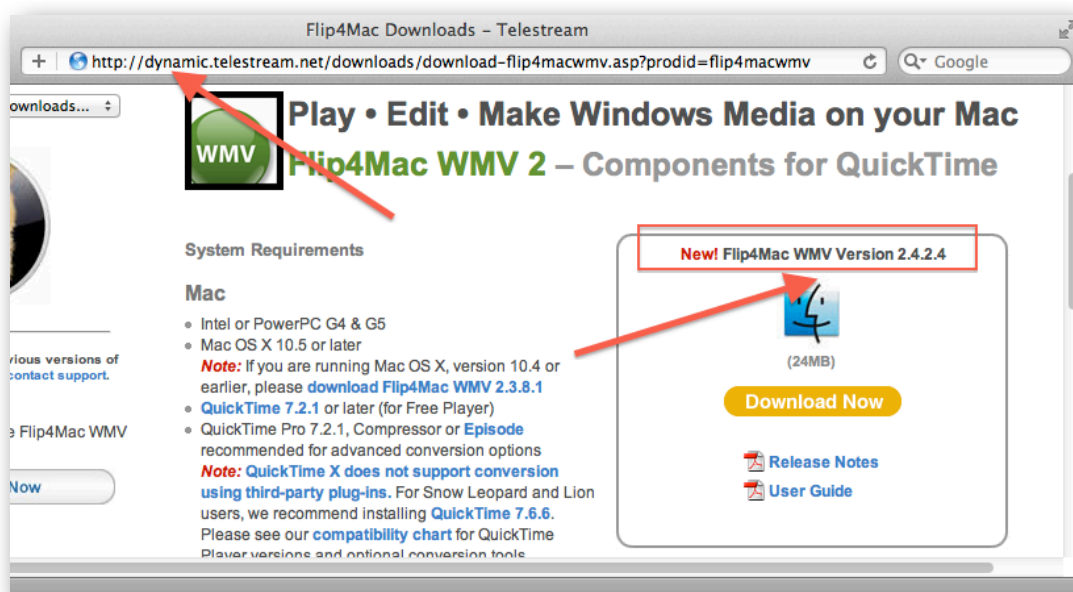 Flip4Mac Downloads – Telestream
+ http://dynamic.telestream.net/downloads/download-flip4macwmv.asp?prodid=flip4macwmv
Google
ownloads...
WMV
Play • Edit • Make Windows Media on your Mac
Flip4Mac WMV 2 – Components for QuickTime
System Requirements
Mac
Intel or PowerPC G4 & G5
Mac OS X 10.5 or later
Note: If you are running Mac OS X, version 10.4 or
earlier, please download Flip4Mac WMV 2.3.8.1
QuickTime 7.2.1 or later (for Free Player)
QuickTime Pro 7.2.1, Compressor or Episode
recommended for advanced conversion options
Note: QuickTime X does not support conversion
using third-party plug-ins. For Snow Leopard and Lion
users, we recommend installing QuickTime 7.6.6.
Please see our compatibility chart for QuickTime
Player versions and optional conversion tools
New! Flip4Mac WMV Version 2.4.2.4
(24MB)
Download Now
Release Notes
User Guide
vious versions of
contact support.
e Flip4Mac WMV
Now